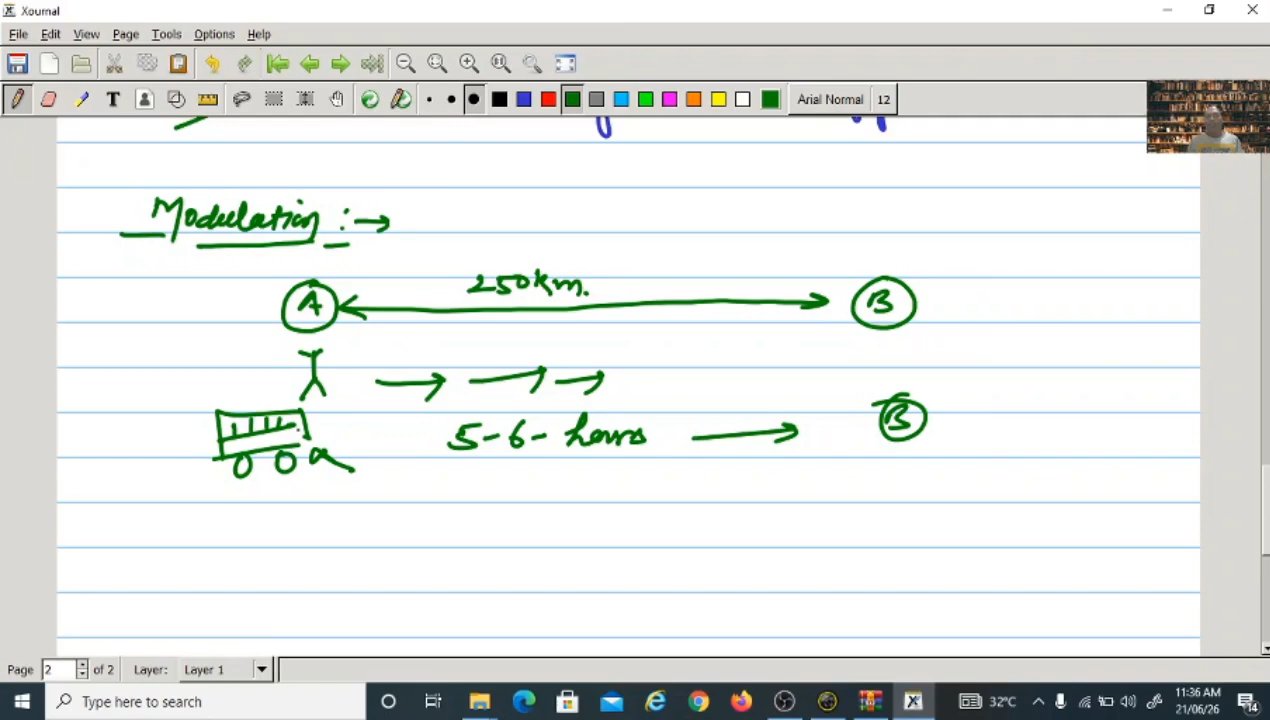 Xournal
File Edit View Page Tools Options Help
T Arial Normal 12
Modulation :→
A 250km. B
5-6- hours → B
Page 2 of 2 Layer: Layer 1
Type here to search 32°C 11:36 AM
21/06/26 14